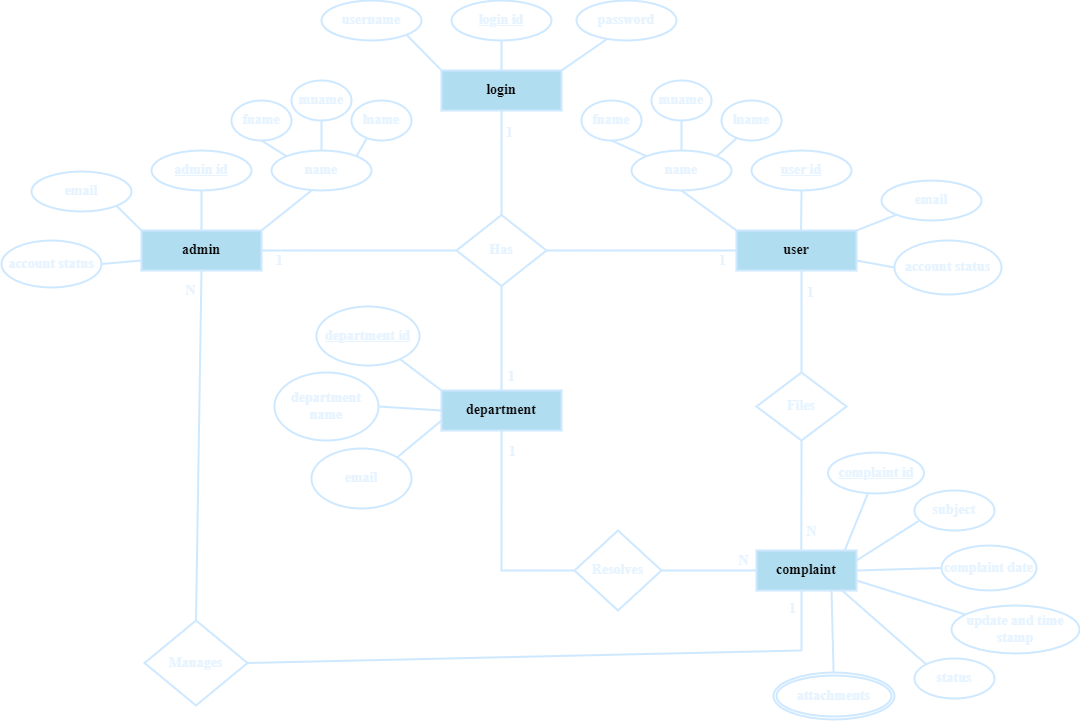 username
login id
password
login
1
mname
fname
lname
name
admin id
email
account status
admin
1
N
mname
fname
lname
name
user id
email
account status
user
1
1
Has
department id
department
name
email
1
department
1
Files
N
Resolves
N
complaint
1
complaint id
subject
complaint date
update and time
stamp
status
attachments
Manages